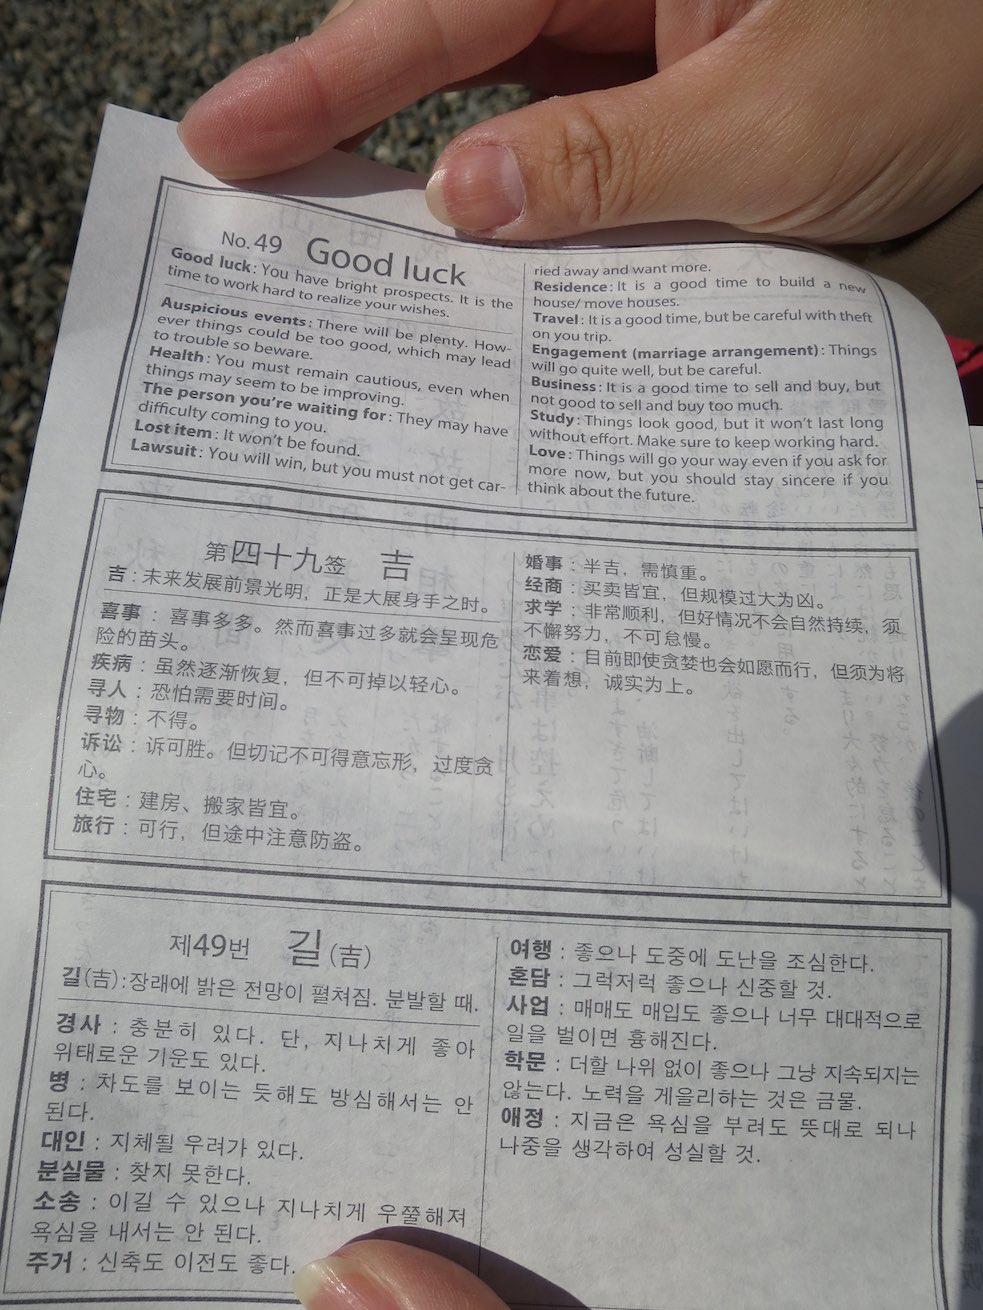 No. 49 Good luck
Good luck : You have bright prospects. It is the
time to work hard to realize your wishes.
Auspicious events : There will be plenty. How-
ever things could be too good, which may lead
to trouble so beware.
Health : You must remain cautious, even when
things may seem to be improving.
The person you're waiting for : They may have
difficulty coming to you.
Lost item : It won't be found.
Lawsuit : You will win, but you must not get car-
ried away and want more.
Residence : It is a good time to build a new
house/ move houses.
Travel : It is a good time, but be careful with theft
on you trip.
Engagement (marriage arrangement) : Things
will go quite well, but be careful.
Business : It is a good time to sell and buy, but
not good to sell and buy too much.
Study : Things look good, but it won't last long
without effort. Make sure to keep working hard.
Love : Things will go your way even if you ask for
more now, but you should stay sincere if you
think about the future.
第四十九签 吉
吉：未来发展前景光明，正是大展身手之时。
喜事：喜事多多。然而喜事过多就会呈现危
险的苗头。
疾病：虽然逐渐恢复，但不可掉以轻心。
寻人：恐怕需要时间。
寻物：不得。
诉讼：诉可胜。但切记不可得意忘形，过度贪
心。
住宅：建房、搬家皆宜。
旅行：可行，但途中注意防盗。
婚事：半吉，需慎重。
经商：买卖皆宜，但规模过大为凶。
求学：非常顺利，但好情况不会自然持续，须
不懈努力，不可怠慢。
恋爱：目前即使贪婪也会如愿而行，但须为将
来着想，诚实为上。
제49번 길(吉)
길(吉):장래에 밝은 전망이 펼쳐짐. 분발할 때.
경사 : 충분히 있다. 단, 지나치게 좋아
위태로운 기운도 있다.
병 : 차도를 보이는 듯해도 방심해서는 안
된다.
대인 : 지체될 우려가 있다.
분실물 : 찾지 못한다.
소송 : 이길 수 있으나 지나치게 우쭐해져
욕심을 내서는 안 된다.
주거 : 신축도 이전도 좋다.
여행 : 좋으나 도중에 도난을 조심한다.
혼담 : 그럭저럭 좋으나 신중할 것.
사업 : 매매도 매입도 좋으나 너무 대대적으로
일을 벌이면 흉해진다.
학문 : 더할 나위 없이 좋으나 그냥 지속되지는
않는다. 노력을 게을리하는 것은 금물.
애정 : 지금은 욕심을 부려도 뜻대로 되나
나중을 생각하여 성실할 것.